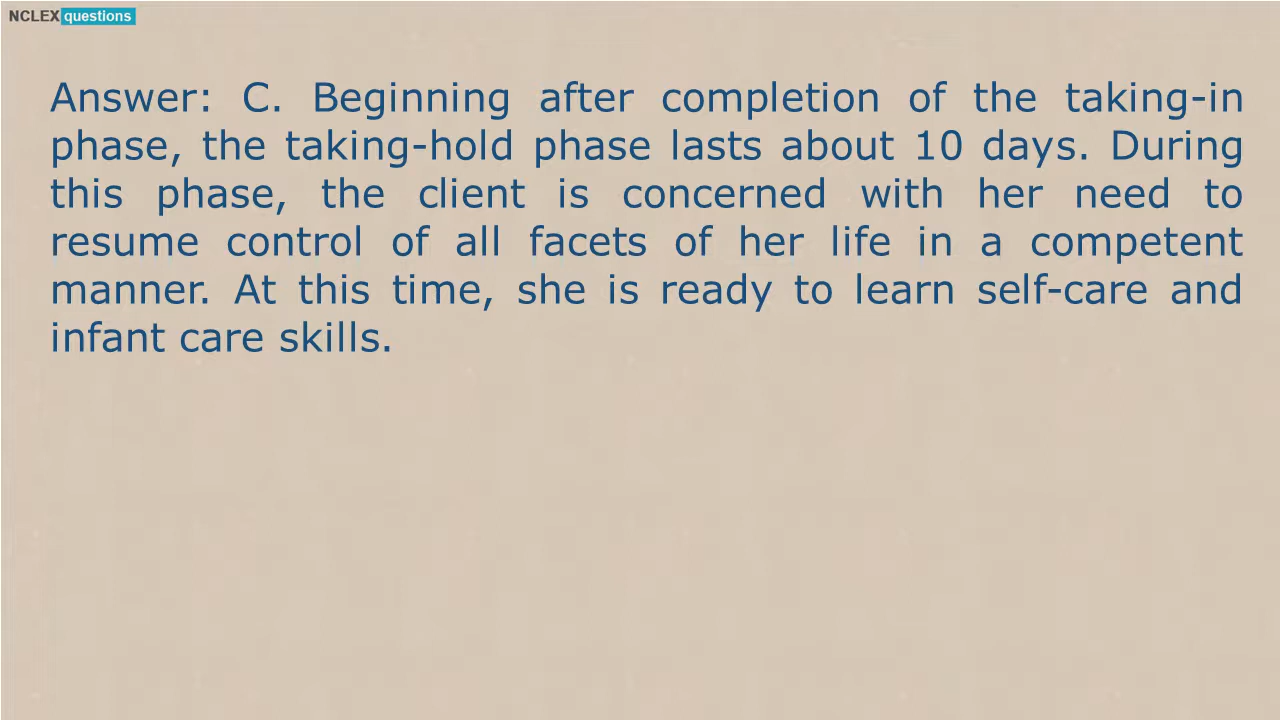 NCLEX questions
Answer: C. Beginning after completion of the taking-in
phase, the taking-hold phase lasts about 10 days. During
this phase, the client is concerned with her need to
resume control of all facets of her life in a competent
manner. At this time, she is ready to learn self-care and
infant care skills.